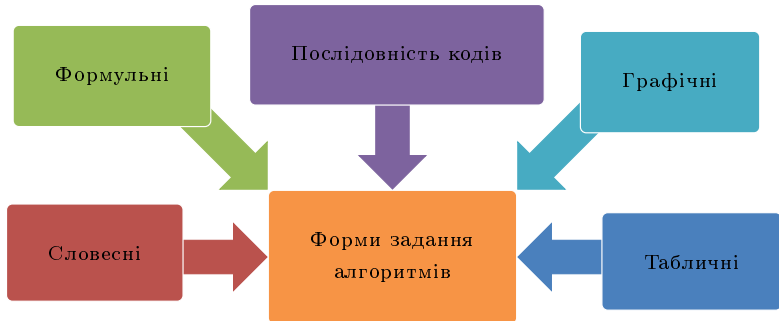 Формульні
Послідовність кодів
Графічні
Словесні
Форми задання
алгоритмів
Табличні